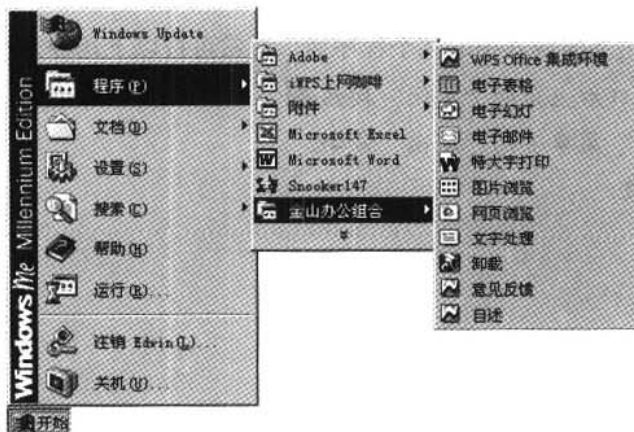 Windows Me Millennium Edition
Windows Update
程序(P)
文档(D)
设置(S)
搜索(C)
帮助(H)
运行(R)...
注销 Edwin(L)...
关机(U)...
开始
Adobe
iWPS上网咖啡
附件
Microsoft Excel
Microsoft Word
Snooker147
金山办公组合
WPS Office 集成环境
电子表格
电子幻灯
电子邮件
特大字打印
图片浏览
网页浏览
文字处理
卸载
意见反馈
自述